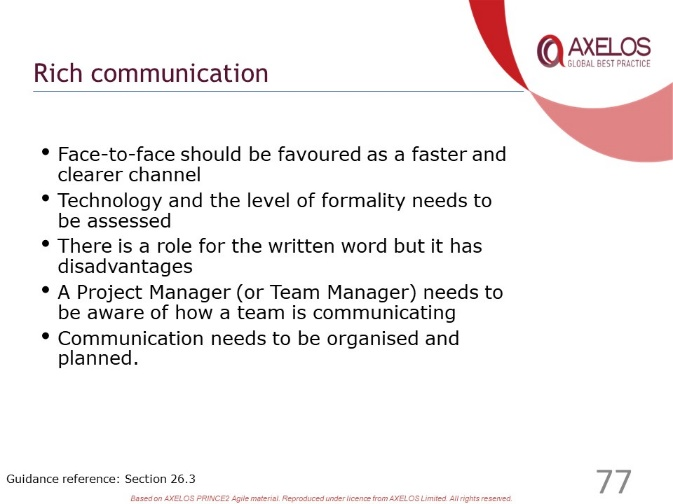 AXELOS
GLOBAL BEST PRACTICE
Rich communication
• Face-to-face should be favoured as a faster and
clearer channel
• Technology and the level of formality needs to
be assessed
• There is a role for the written word but it has
disadvantages
• A Project Manager (or Team Manager) needs to
be aware of how a team is communicating
• Communication needs to be organised and
planned.
Guidance reference: Section 26.3
77
Based on AXELOS PRINCE2 Agile material. Reproduced under licence from AXELOS Limited. All rights reserved.